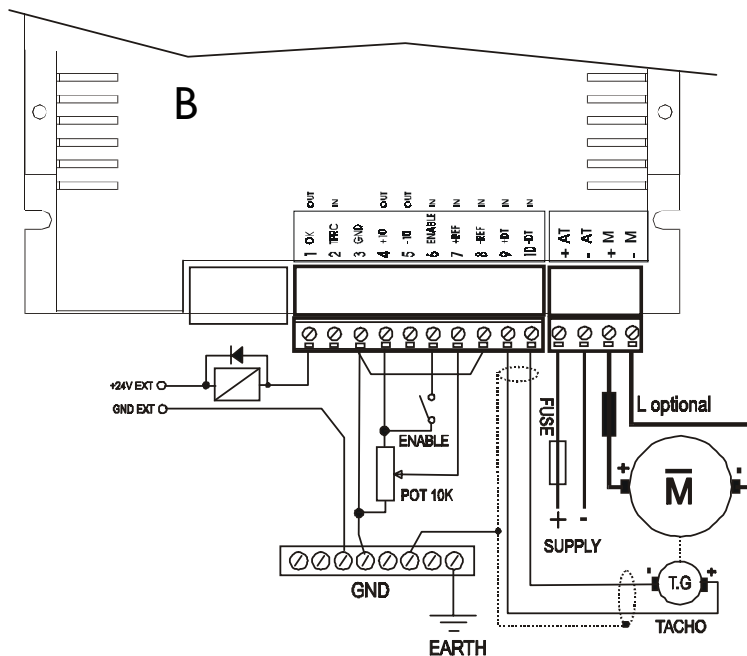 B
OUT IN OUT OUT IN IN IN IN IN
1 OK
2 TPRC
3 GND
4 +10
5 -10
6 ENABLE
7 +REF
8 -REF
9 +DT
10 -DT
+ AT
- AT
+ M
- M
+24V EXT
GND EXT
ENABLE
POT 10K
FUSE
L optional
+ M -
+ -
SUPPLY
- T.G +
TACHO
GND
EARTH